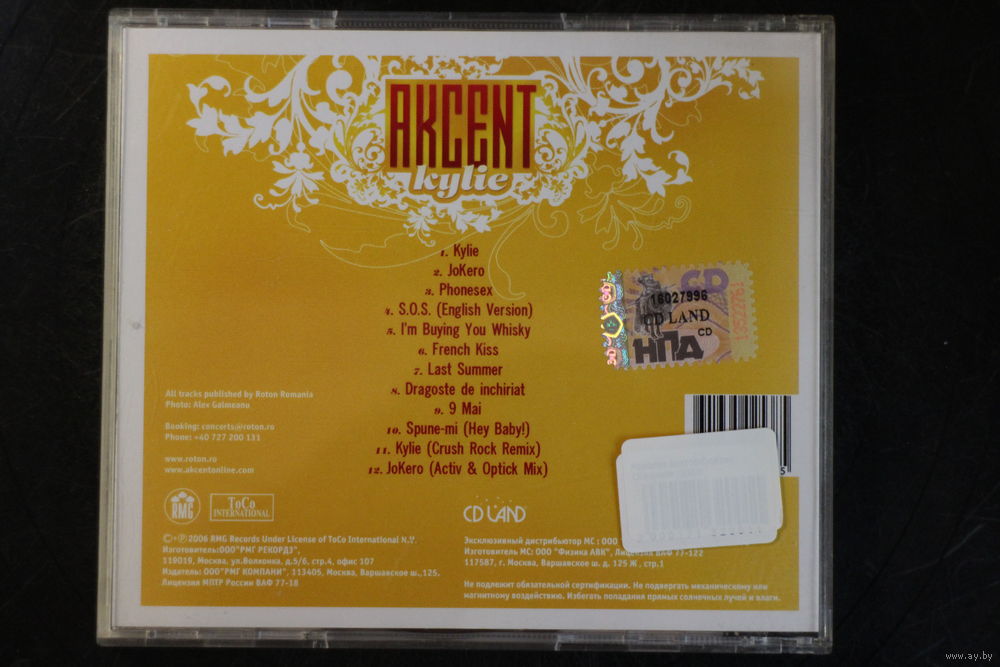 AKCENT
kylie
1. Kylie
2. JoKero
3. Phonesex
4. S.O.S. (English Version)
5. I'm Buying You Whisky
6. French Kiss
7. Last Summer
8. Dragoste de inchiriat
9. 9 Mai
10. Spune-mi (Hey Baby!)
11. Kylie (Crush Rock Remix)
12. JoKero (Activ & Optick Mix)
CD
16027996
CD LAND
CD
НПД
All tracks published by Roton Romania
Photo: Alex Galmeanu
Booking: concerts@roton.ro
Phone: +40 727 200 131
www.roton.ro
www.akcentonline.com
RMG
ToCo
INTERNATIONAL
CD LAND
©+℗2006 RMG Records Under License of ToCo International N.V.
Изготовитель:ООО"РМГ РЕКОРДЗ",
119019, Москва, ул.Волхонка, д.5/6, стр.4, офис 107
Издатель: ООО"РМГ КОМПАНИ", 113405, Москва, Варшавское ш.,125.
Лицензия МПТР России ВАФ 77-18
Эксклюзивный дистрибьютор МС : ООО
Изготовитель МС: ООО "Физика АВК", Лицензия ВАФ 77-122
117587, г. Москва, Варшавское ш. д. 125 Ж , стр.1
Не подлежит обязательной сертификации. Не подвергать механическому или
магнитному воздействию. Избегать попадания прямых солнечных лучей и влаги.
www.ay.by